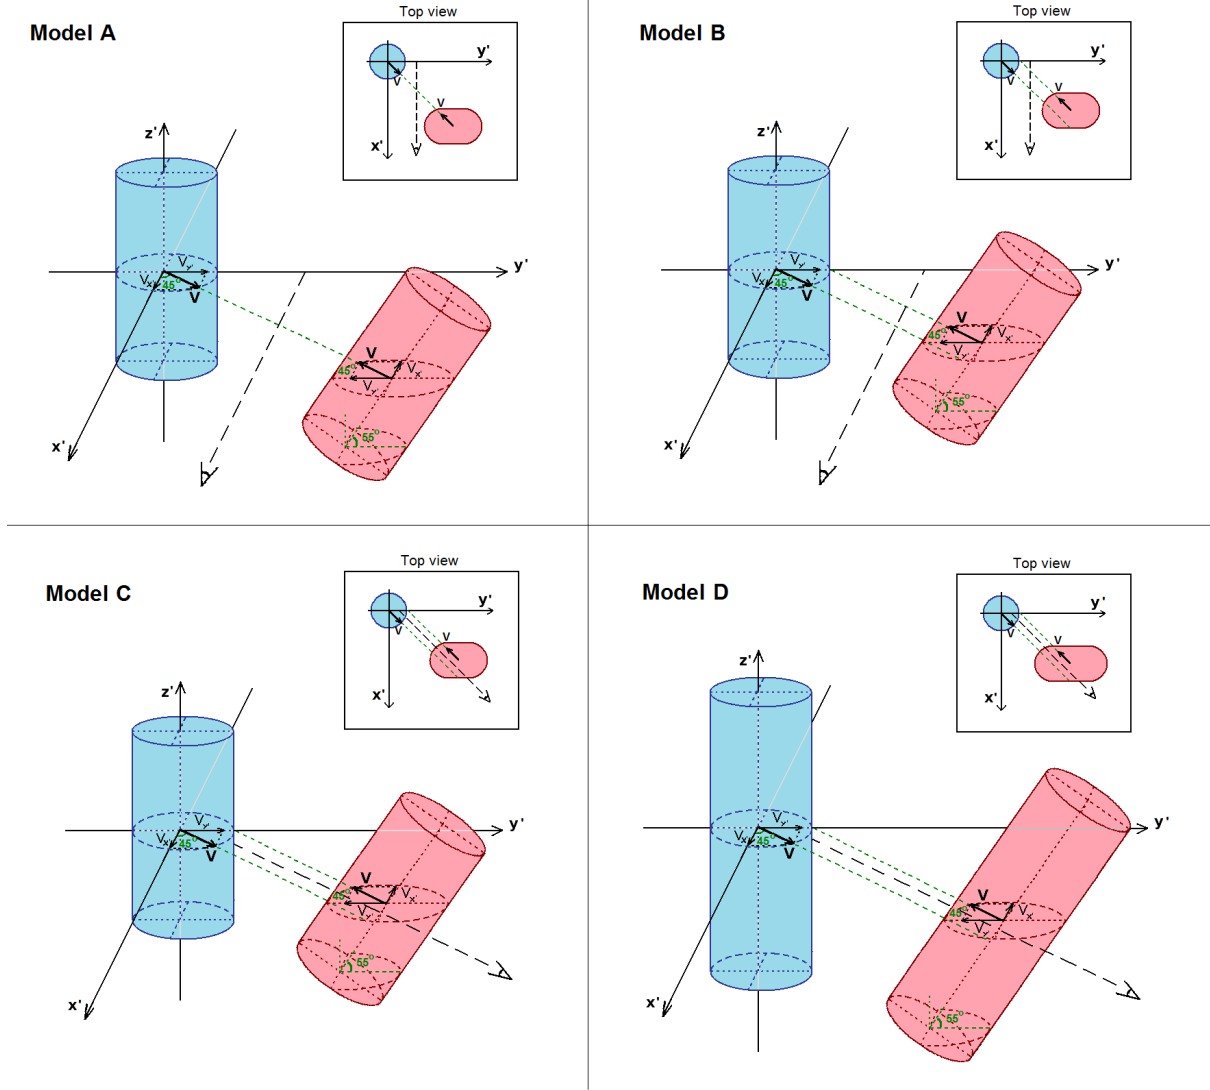 Model A
Top view
y'
V
V
x'
z'
y'
Vy'
Vx'
45°
V
V
45°
Vx'
Vy'
55°
x'
Model B
Top view
y'
V
V
x'
z'
y'
Vy'
Vx'
45°
V
V
45°
Vx'
Vy'
55°
x'
Model C
Top view
y'
V
V
x'
z'
y'
Vy'
Vx'
45°
V
V
45°
Vx'
Vy'
55°
x'
Model D
Top view
y'
V
V
x'
z'
y'
Vy'
Vx'
45°
V
V
45°
Vx'
Vy'
55°
x'